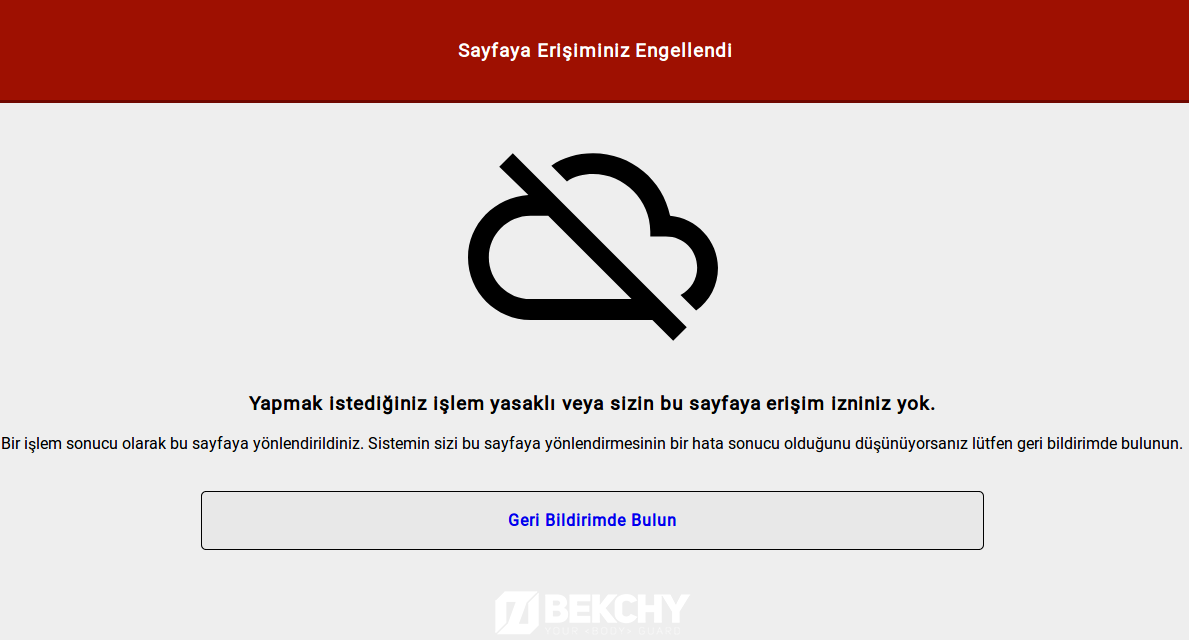 Sayfaya Erişiminiz Engellendi
Yapmak istediğiniz işlem yasaklı veya sizin bu sayfaya erişim izniniz yok.
Bir işlem sonucu olarak bu sayfaya yönlendirildiniz. Sistemin sizi bu sayfaya yönlendirmesinin bir hata sonucu olduğunu düşünüyorsanız lütfen geri bildirimde bulunun.
Geri Bildirimde Bulun
BEKCHY